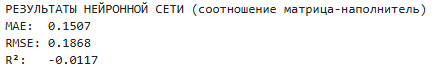 РЕЗУЛЬТАТЫ НЕЙРОННОЙ СЕТИ (соотношение матрица-наполнитель)
MAE:  0.1507
RMSE: 0.1868
R²:   -0.0117